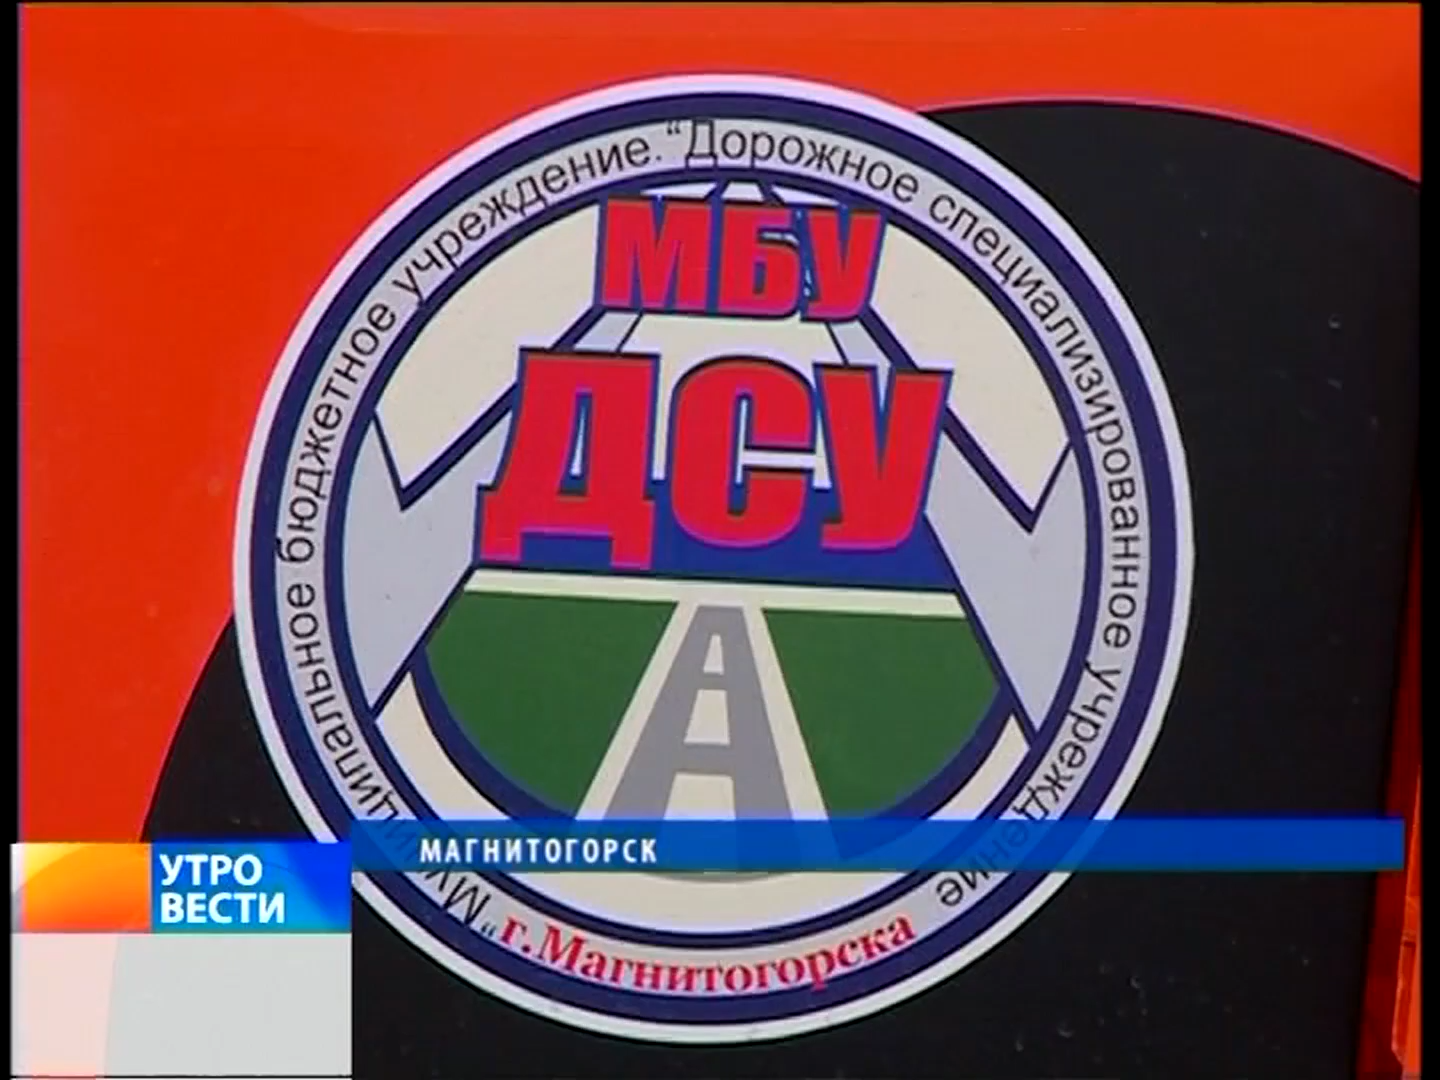 "Муниципальное бюджетное учреждение. "Дорожное специализированное учреждение
МБУ
ДСУ
г.Магнитогорска
МАГНИТОГОРСК
УТРО
ВЕСТИ